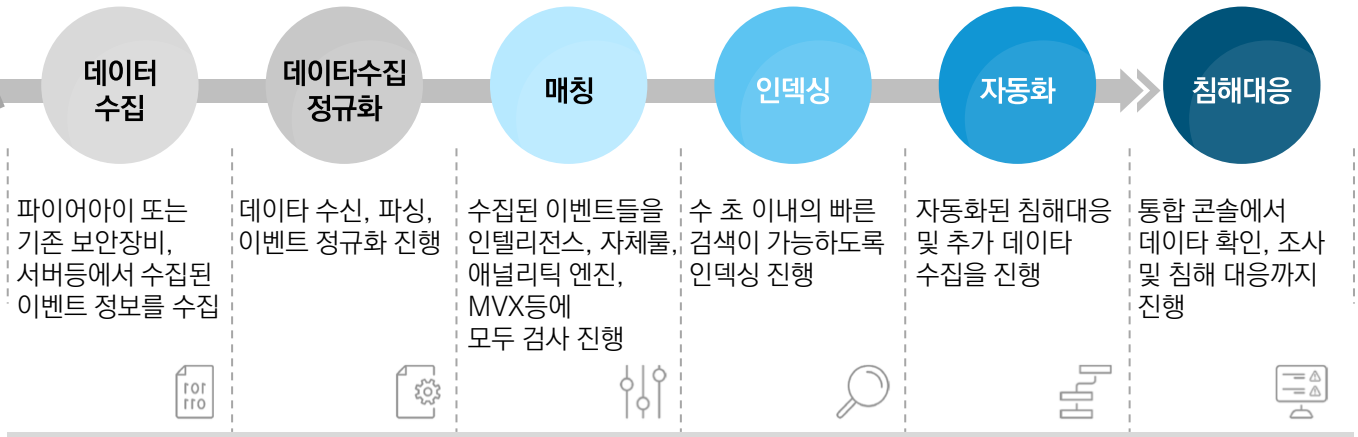 데이터
수집
데이타수집
정규화
매칭
인덱싱
자동화
침해대응
파이어아이 또는
기존 보안장비,
서버등에서 수집된
이벤트 정보를 수집
데이타 수신, 파싱,
이벤트 정규화 진행
수집된 이벤트들을
인텔리전스, 자체룰,
애널리틱 엔진,
MVX등에
모두 검사 진행
수 초 이내의 빠른
검색이 가능하도록
인덱싱 진행
자동화된 침해대응
및 추가 데이타
수집을 진행
통합 콘솔에서
데이타 확인, 조사
및 침해 대응까지
진행
101
110